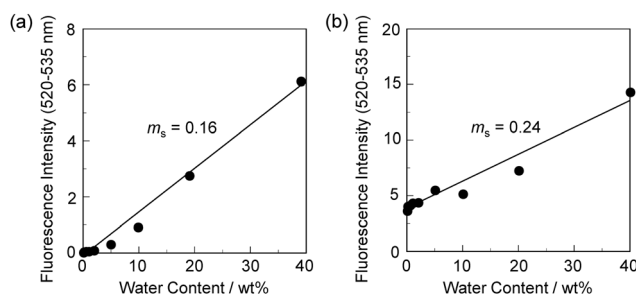 (a)
8
6
4
2
0
Fluorescence Intensity (520-535 nm)
mₛ = 0.16
0 10 20 30 40
Water Content / wt%
(b)
20
15
10
5
0
Fluorescence Intensity (520-535 nm)
mₛ = 0.24
0 10 20 30 40
Water Content / wt%